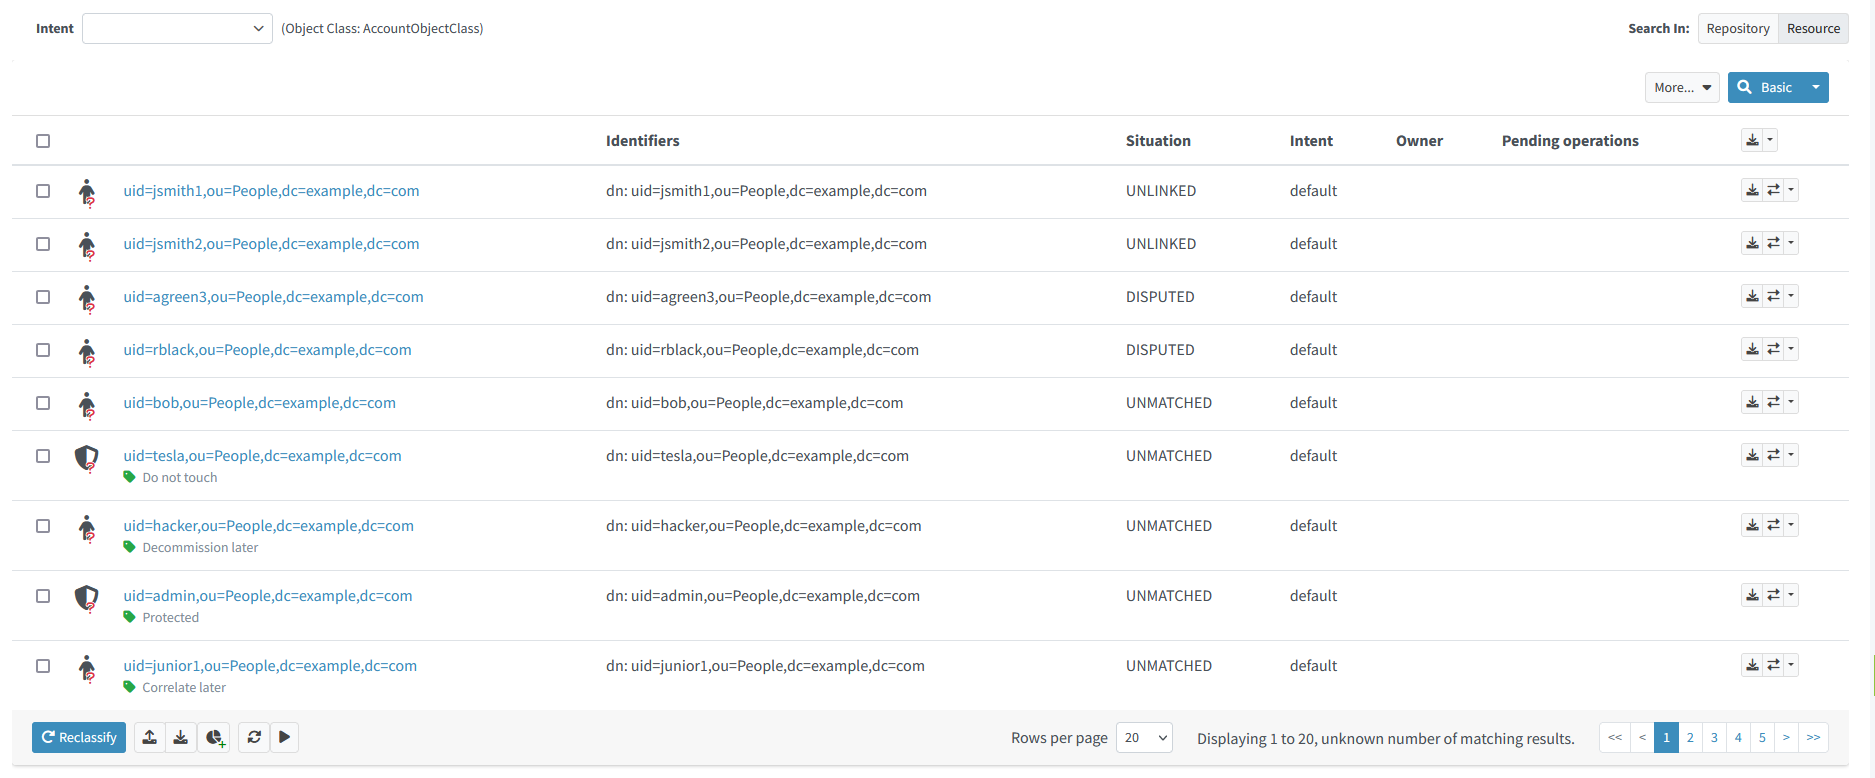 Intent (Object Class: AccountObjectClass) Search In: Repository Resource
More... Basic
Identifiers Situation Intent Owner Pending operations
uid=jsmith1,ou=People,dc=example,dc=com dn: uid=jsmith1,ou=People,dc=example,dc=com UNLINKED default
uid=jsmith2,ou=People,dc=example,dc=com dn: uid=jsmith2,ou=People,dc=example,dc=com UNLINKED default
uid=agreen3,ou=People,dc=example,dc=com dn: uid=agreen3,ou=People,dc=example,dc=com DISPUTED default
uid=rblack,ou=People,dc=example,dc=com dn: uid=rblack,ou=People,dc=example,dc=com DISPUTED default
uid=bob,ou=People,dc=example,dc=com dn: uid=bob,ou=People,dc=example,dc=com UNMATCHED default
uid=tesla,ou=People,dc=example,dc=com dn: uid=tesla,ou=People,dc=example,dc=com UNMATCHED default
Do not touch
uid=hacker,ou=People,dc=example,dc=com dn: uid=hacker,ou=People,dc=example,dc=com UNMATCHED default
Decommission later
uid=admin,ou=People,dc=example,dc=com dn: uid=admin,ou=People,dc=example,dc=com UNMATCHED default
Protected
uid=junior1,ou=People,dc=example,dc=com dn: uid=junior1,ou=People,dc=example,dc=com UNMATCHED default
Correlate later
Reclassify Rows per page 20 Displaying 1 to 20, unknown number of matching results. << < 1 2 3 4 5 > >>